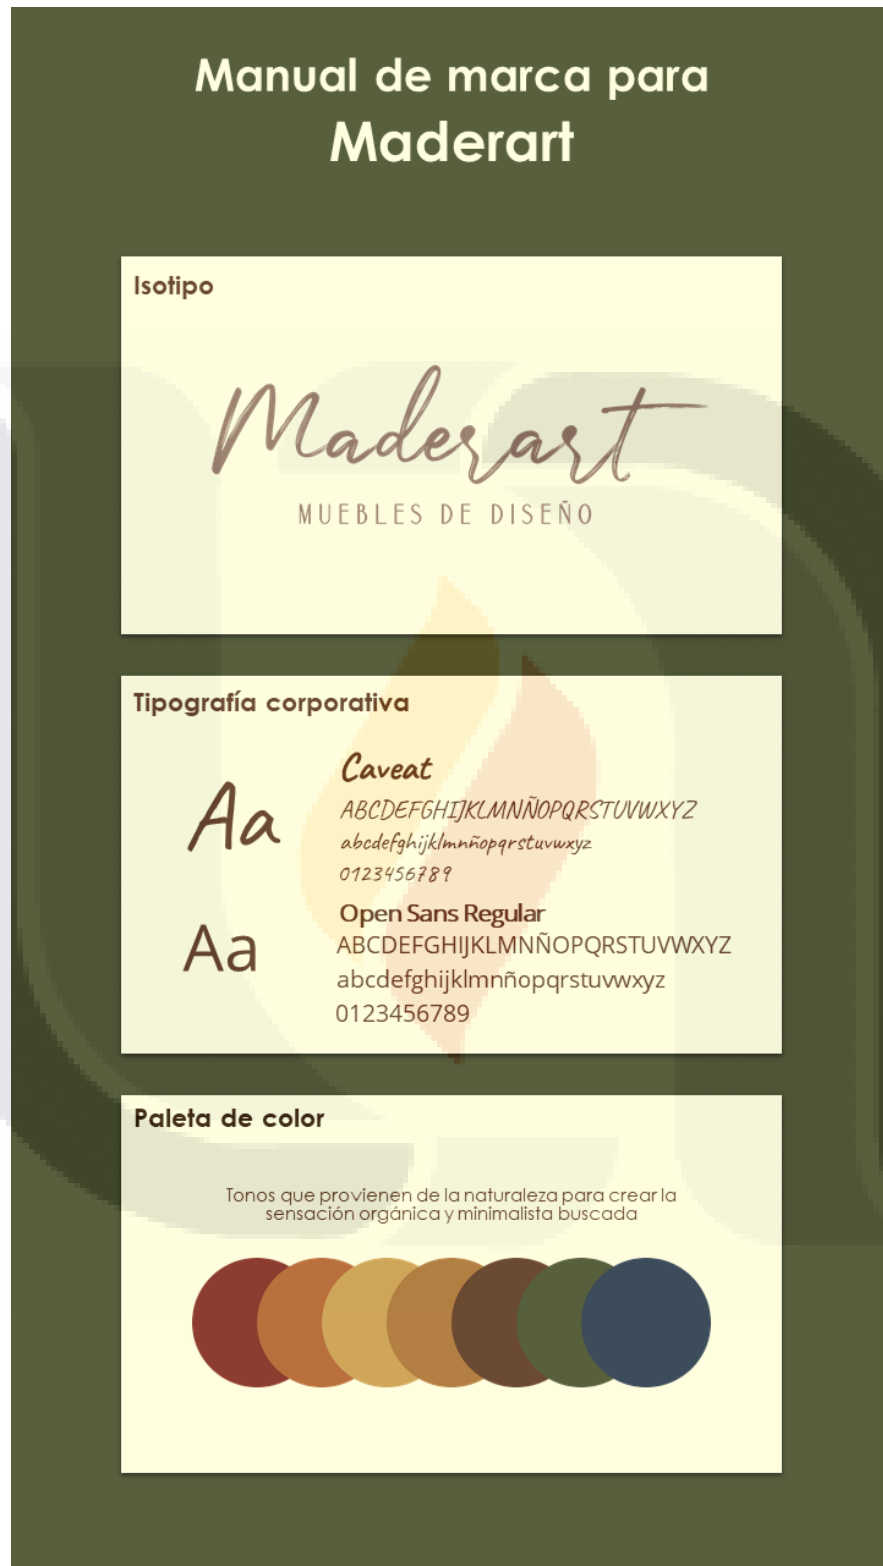 Manual de marca para
Maderart
Isotipo
Maderart
MUEBLES DE DISEÑO
Tipografía corporativa
Aa
Caveat
ABCDEFGHIJKLMNÑOPQRSTUVWXYZ
abcdefghijklmnñopqrstuvwxyz
0123456789
Aa
Open Sans Regular
ABCDEFGHIJKLMNÑOPQRSTUVWXYZ
abcdefghijklmnñopqrstuvwxyz
0123456789
Paleta de color
Tonos que provienen de la naturaleza para crear la
sensación orgánica y minimalista buscada